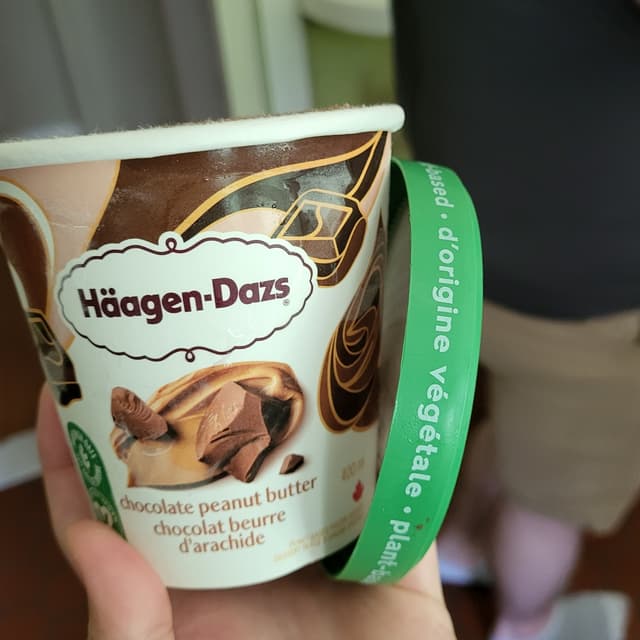 Häagen-Dazs
chocolate peanut butter
chocolat beurre
d'arachide
based • d'origine végétale • plant-